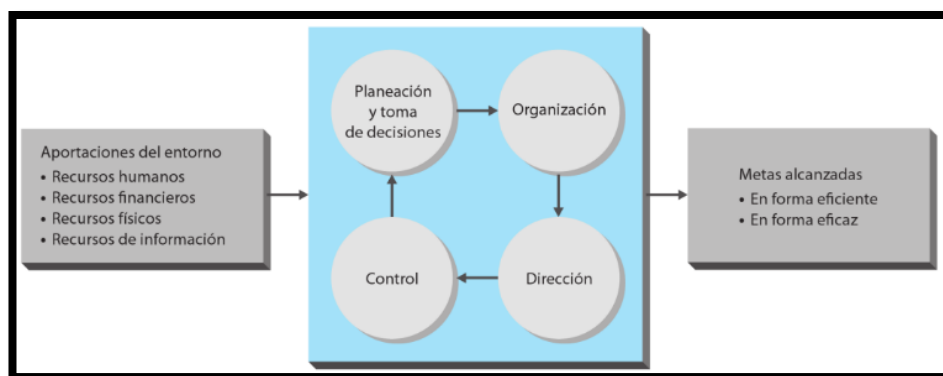 Aportaciones del entorno
• Recursos humanos
• Recursos financieros
• Recursos físicos
• Recursos de información
Planeación
y toma
de decisiones
Organización
Control
Dirección
Metas alcanzadas
• En forma eficiente
• En forma eficaz